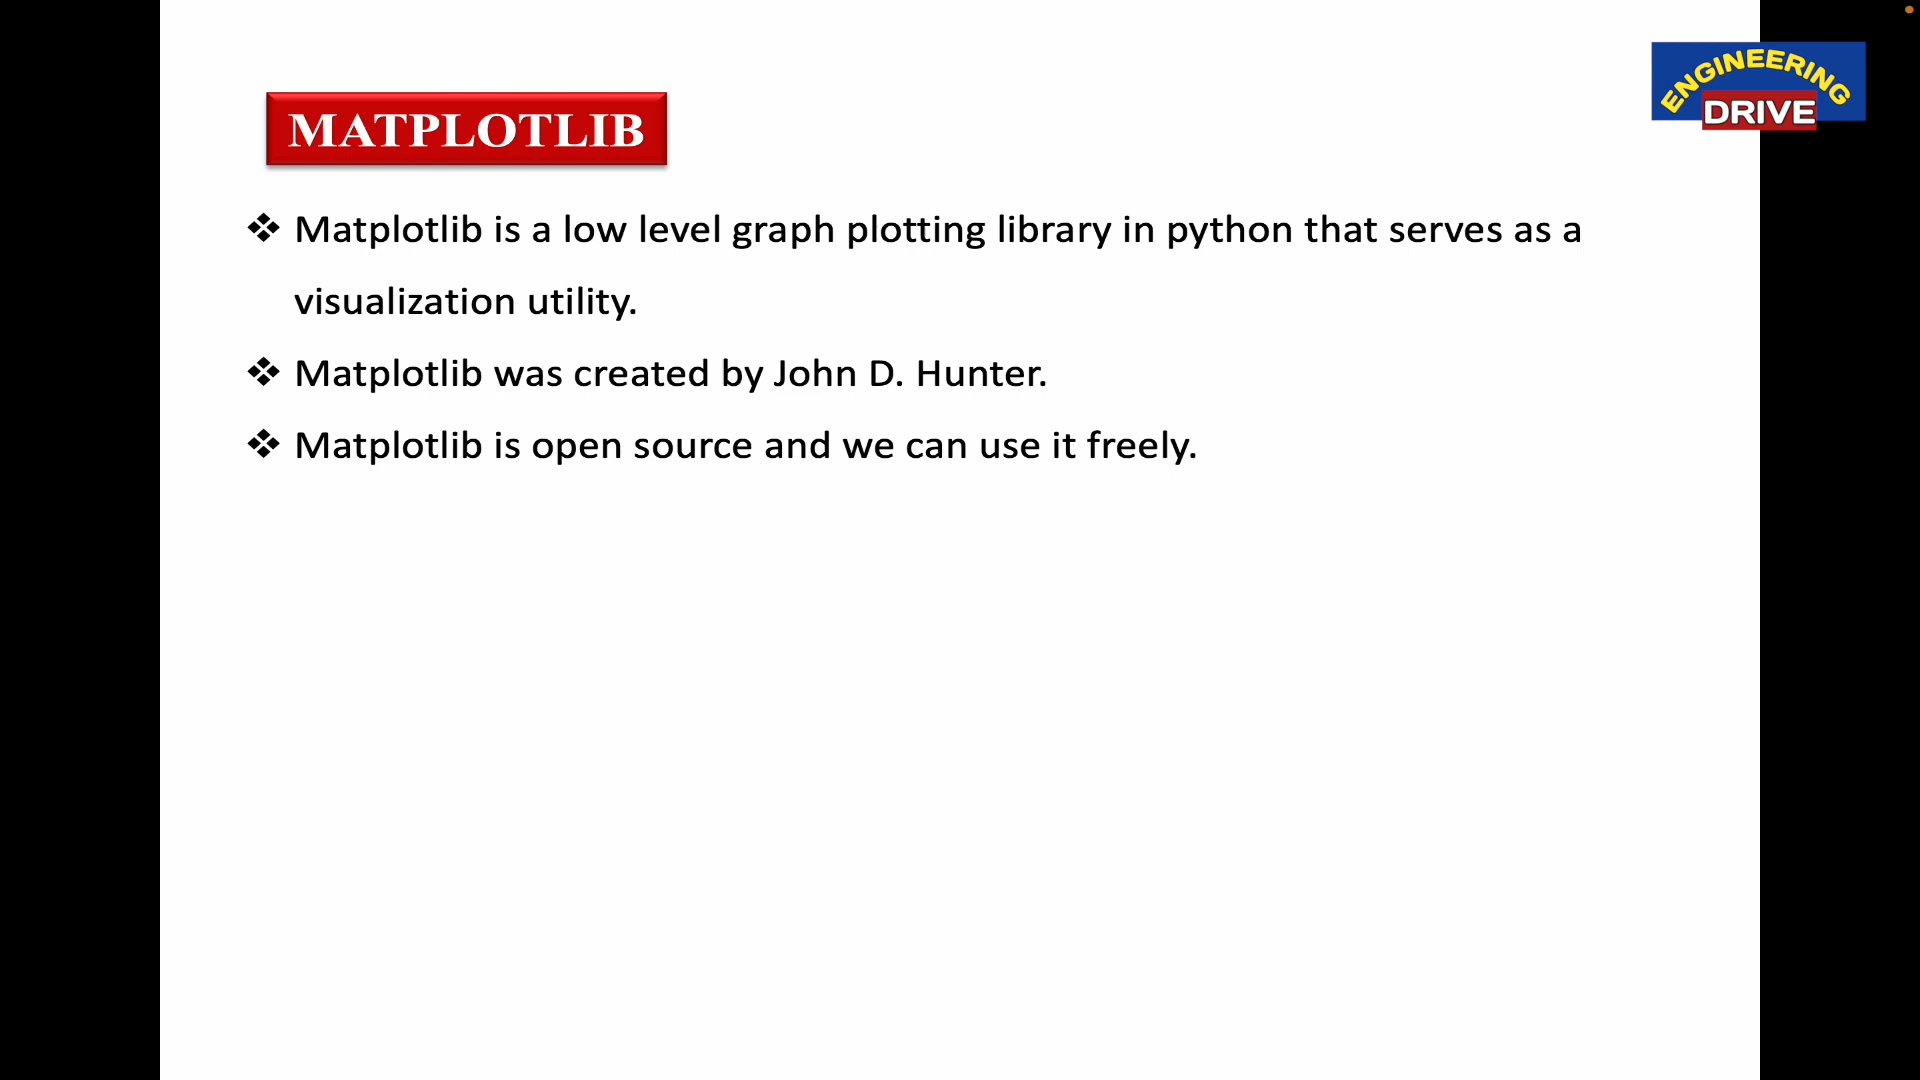 ENGINEERING
DRIVE
MATPLOTLIB
❖ Matplotlib is a low level graph plotting library in python that serves as a
visualization utility.
❖ Matplotlib was created by John D. Hunter.
❖ Matplotlib is open source and we can use it freely.